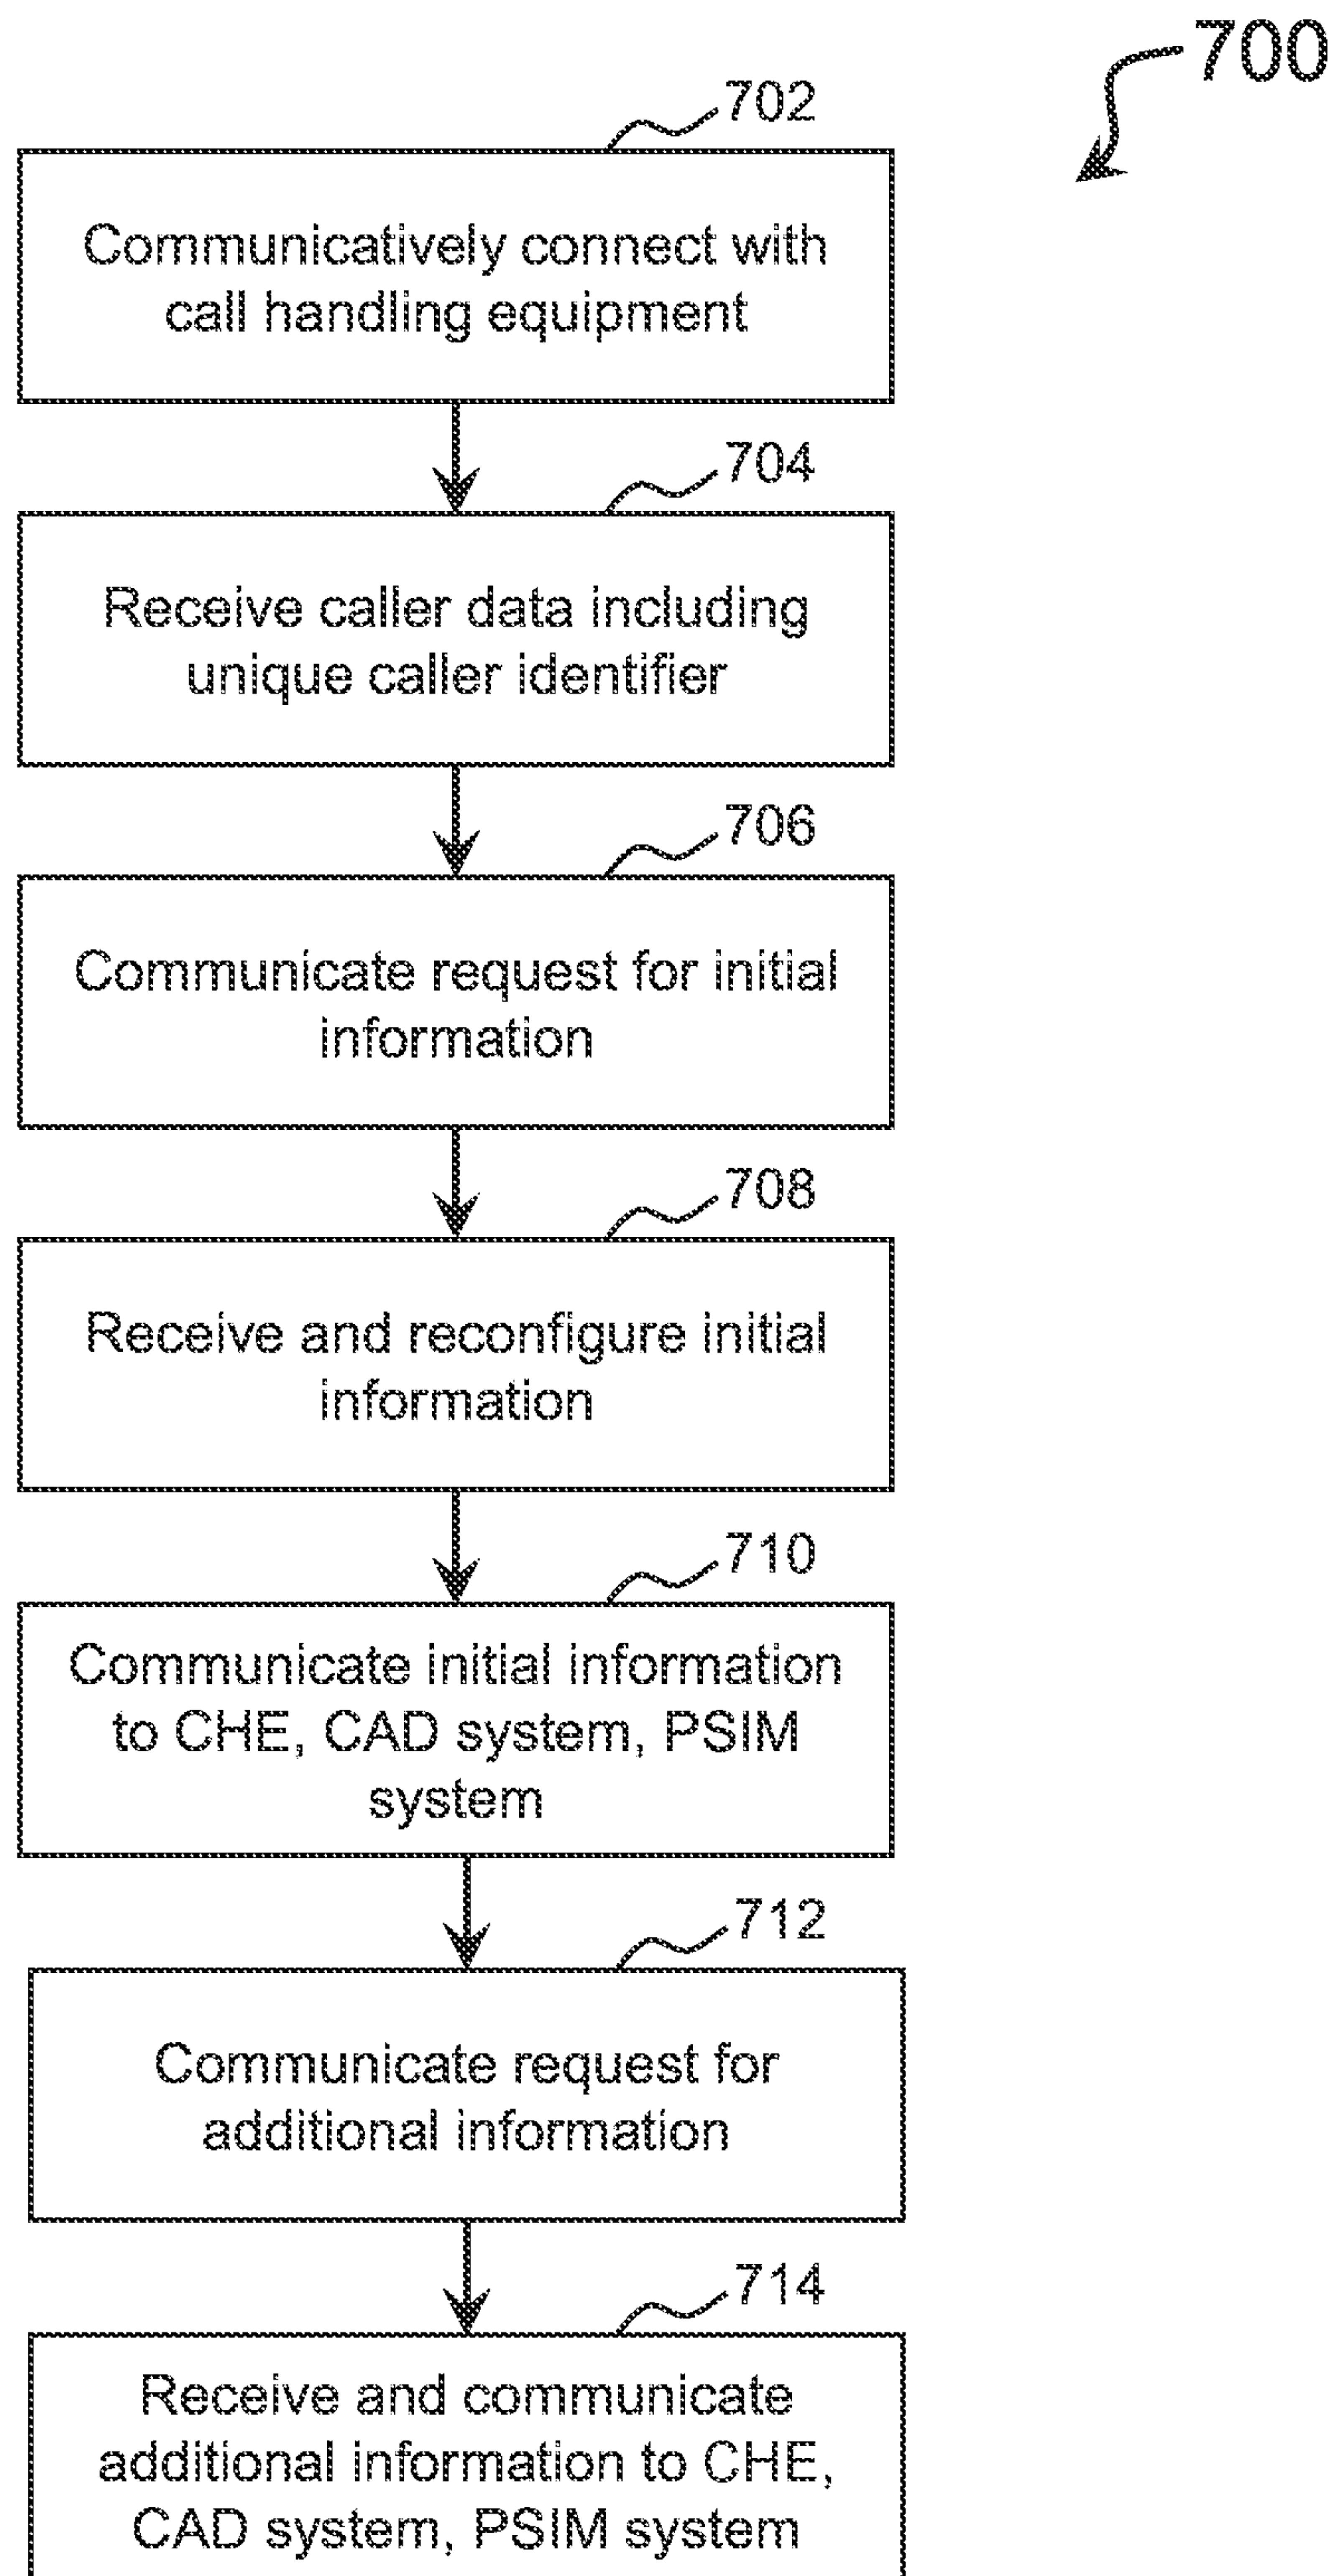 700
702
Communicatively connect with
call handling equipment
704
Receive caller data including
unique caller identifier
706
Communicate request for initial
information
708
Receive and reconfigure initial
information
710
Communicate initial information
to CHE, CAD system, PSIM
system
712
Communicate request for
additional information
714
Receive and communicate
additional information to CHE,
CAD system, PSIM system